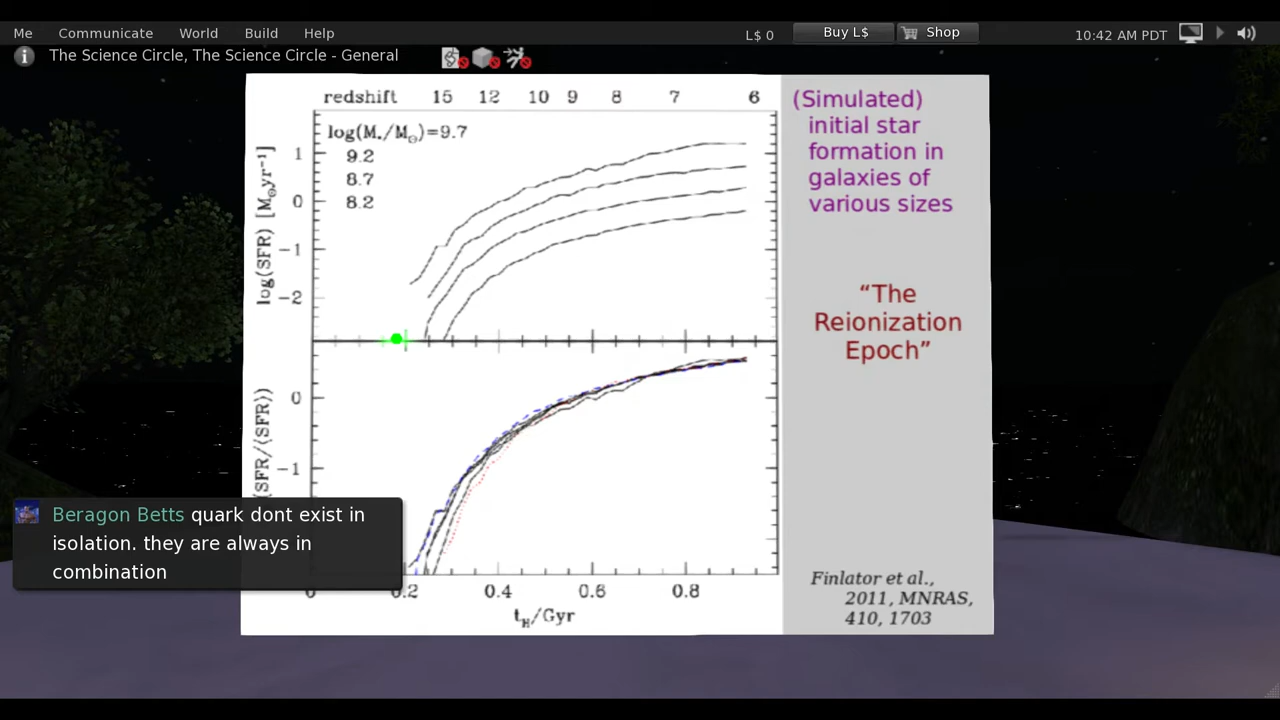 Me Communicate World Build Help L$ 0 Buy L$ Shop 10:42 AM PDT
The Science Circle, The Science Circle - General
redshift 15 12 10 9 8 7 6
log(M*/M☉)=9.7
9.2
8.7
8.2
log(SFR) [M☉yr⁻¹]
1
0
−1
−2
(SFR/⟨SFR⟩)
0
−1
0 0.2 0.4 0.6 0.8
t_H/Gyr
(Simulated)
initial star
formation in
galaxies of
various sizes
“The
Reionization
Epoch”
Finlator et al.,
2011, MNRAS,
410, 1703
Beragon Betts quark dont exist in
isolation. they are always in
combination